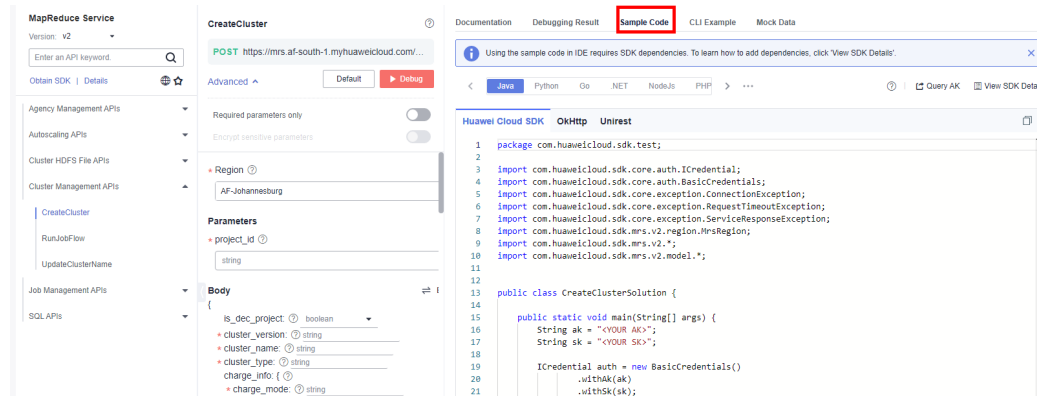 MapReduce Service
Version: v2
Enter an API keyword.
Obtain SDK | Details
Agency Management APIs
Autoscaling APIs
Cluster HDFS File APIs
Cluster Management APIs
CreateCluster
RunJobFlow
UpdateClusterName
Job Management APIs
SQL APIs
CreateCluster
POST https://mrs.af-south-1.myhuaweicloud.com/...
Advanced
Default
Debug
Required parameters only
Encrypt sensitive parameters
* Region
AF-Johannesburg
Parameters
* project_id
string
Body
{
is_dec_project: boolean
* cluster_version: string
* cluster_name: string
* cluster_type: string
charge_info: {
* charge_mode: string
Documentation Debugging Result Sample Code CLI Example Mock Data
Using the sample code in IDE requires SDK dependencies. To learn how to add dependencies, click 'View SDK Details'.
Java Python Go .NET NodeJs PHP
Query AK View SDK Deta
Huawei Cloud SDK OkHttp Unirest
1 package com.huaweicloud.sdk.test;
2
3 import com.huaweicloud.sdk.core.auth.ICredential;
4 import com.huaweicloud.sdk.core.auth.BasicCredentials;
5 import com.huaweicloud.sdk.core.exception.ConnectionException;
6 import com.huaweicloud.sdk.core.exception.RequestTimeoutException;
7 import com.huaweicloud.sdk.core.exception.ServiceResponseException;
8 import com.huaweicloud.sdk.mrs.v2.region.MrsRegion;
9 import com.huaweicloud.sdk.mrs.v2.*;
10 import com.huaweicloud.sdk.mrs.v2.model.*;
11
12
13 public class CreateClusterSolution {
14
15 public static void main(String[] args) {
16 String ak = "<YOUR AK>";
17 String sk = "<YOUR SK>";
18
19 ICredential auth = new BasicCredentials()
20 .withAk(ak)
21 .withSk(sk);